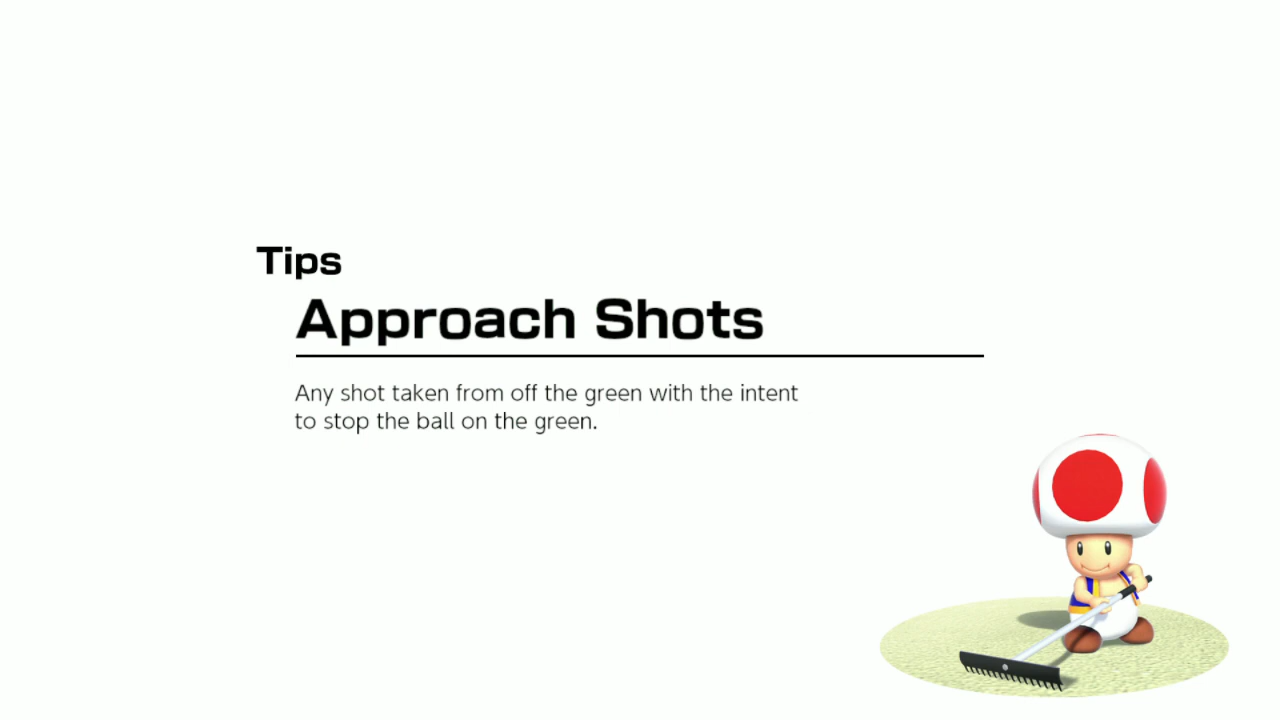 Tips
Approach Shots
Any shot taken from off the green with the intent
to stop the ball on the green.